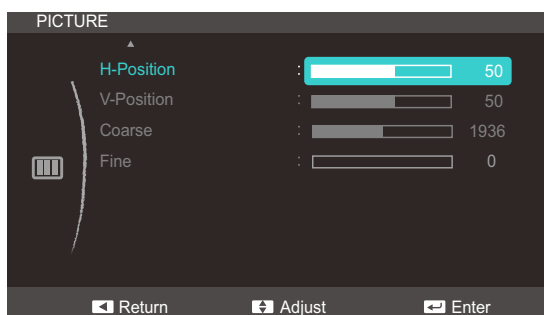 PICTURE
H-Position : 50
V-Position : 50
Coarse : 1936
Fine : 0
Return Adjust Enter